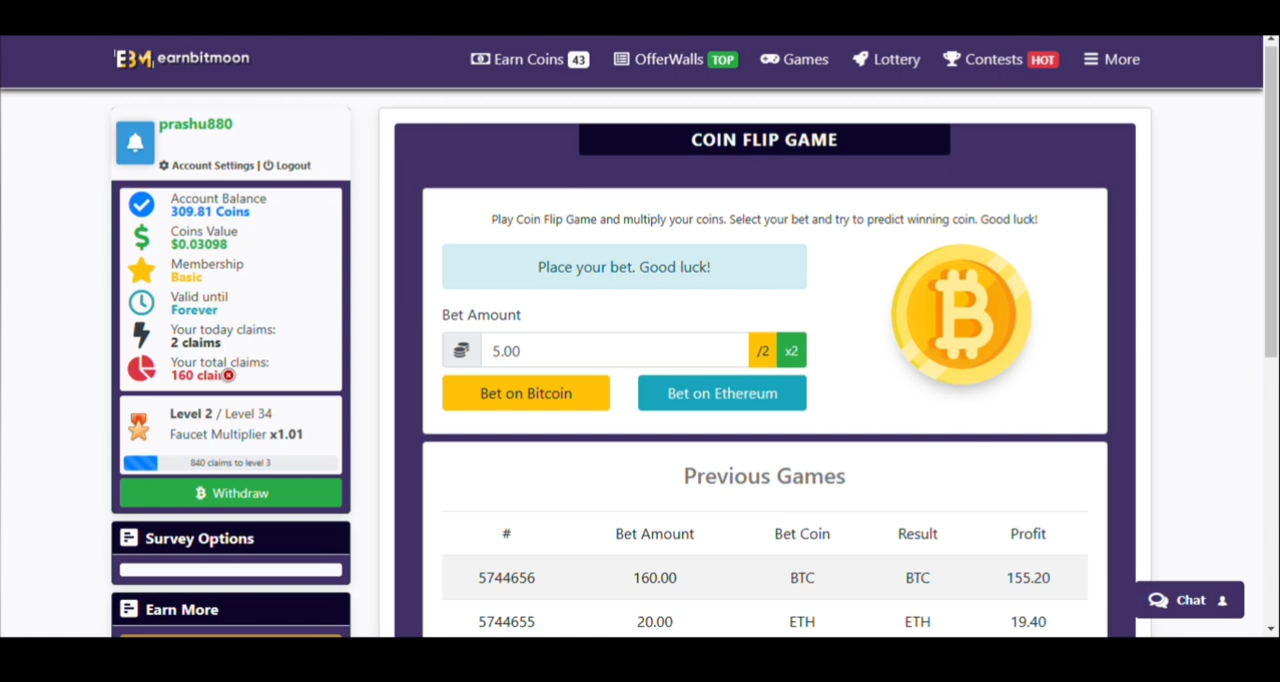 EBM earnbitmoon
Earn Coins 43
OfferWalls TOP
Games
Lottery
Contests HOT
More
prashu880
Account Settings | Logout
Account Balance
309.81 Coins
Coins Value
$0.03098
Membership
Basic
Valid until
Forever
Your today claims:
2 claims
Your total claims:
160
Level 2 / Level 34
Faucet Multiplier x1.01
840 claims to level 3
Withdraw
Survey Options
Earn More
COIN FLIP GAME
Play Coin Flip Game and multiply your coins. Select your bet and try to predict winning coin. Good luck!
Place your bet. Good luck!
Bet Amount
5.00 /2 x2
Bet on Bitcoin
Bet on Ethereum
Previous Games
# Bet Amount Bet Coin Result Profit
5744656 160.00 BTC BTC 155.20
5744655 20.00 ETH ETH 19.40
Chat